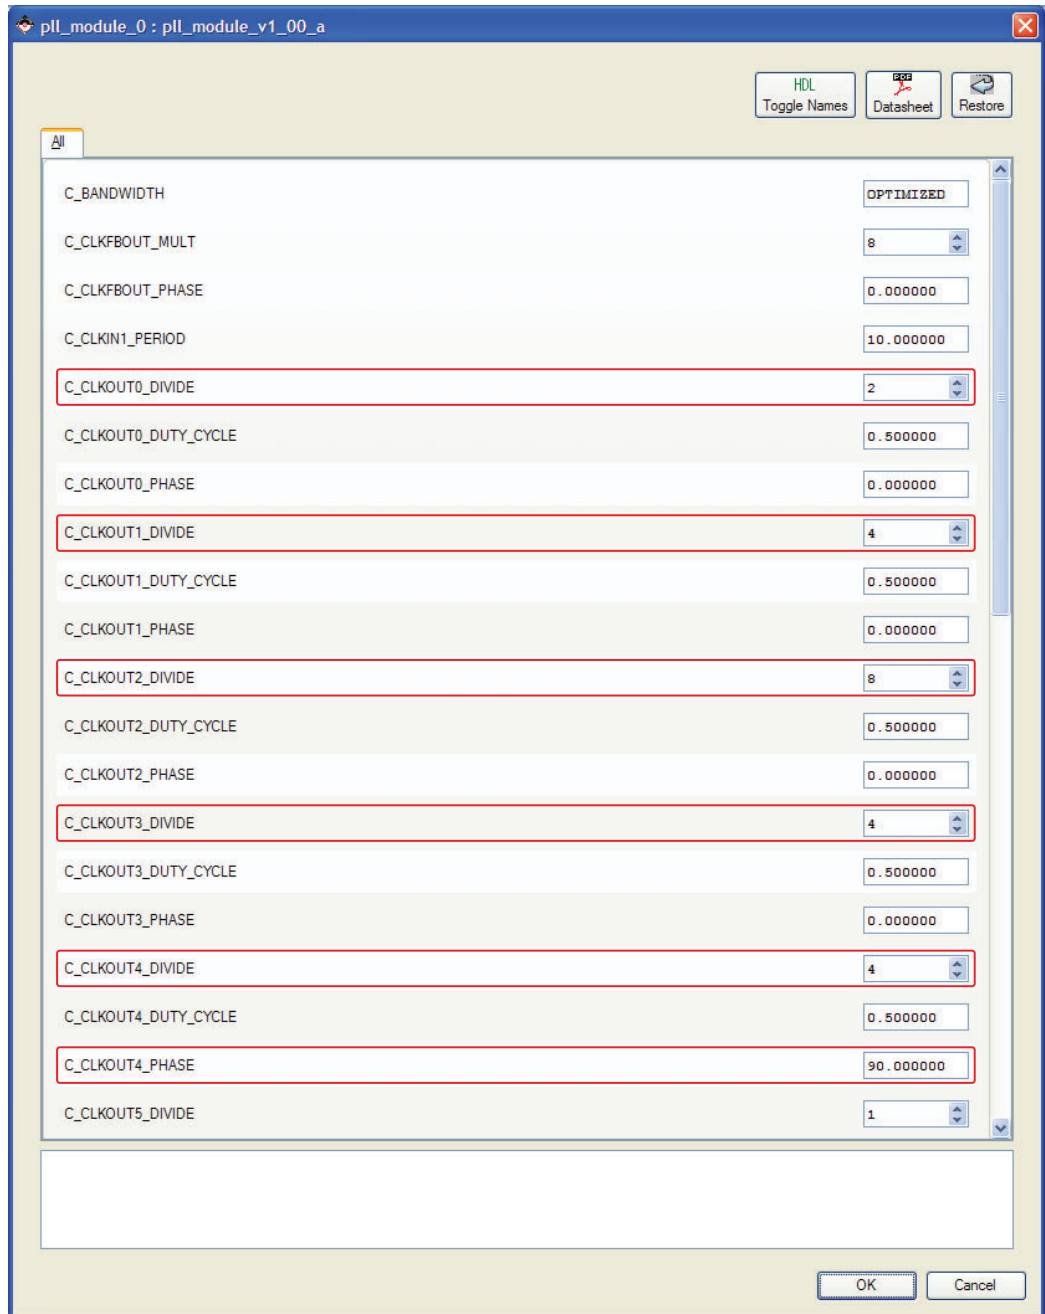 pll_module_0 : pll_module_v1_00_a
HDL
Toggle Names
PDF
Datasheet
Restore
All
C_BANDWIDTH OPTIMIZED
C_CLKFBOUT_MULT 8
C_CLKFBOUT_PHASE 0.000000
C_CLKIN1_PERIOD 10.000000
C_CLKOUT0_DIVIDE 2
C_CLKOUT0_DUTY_CYCLE 0.500000
C_CLKOUT0_PHASE 0.000000
C_CLKOUT1_DIVIDE 4
C_CLKOUT1_DUTY_CYCLE 0.500000
C_CLKOUT1_PHASE 0.000000
C_CLKOUT2_DIVIDE 8
C_CLKOUT2_DUTY_CYCLE 0.500000
C_CLKOUT2_PHASE 0.000000
C_CLKOUT3_DIVIDE 4
C_CLKOUT3_DUTY_CYCLE 0.500000
C_CLKOUT3_PHASE 0.000000
C_CLKOUT4_DIVIDE 4
C_CLKOUT4_DUTY_CYCLE 0.500000
C_CLKOUT4_PHASE 90.000000
C_CLKOUT5_DIVIDE 1
OK
Cancel